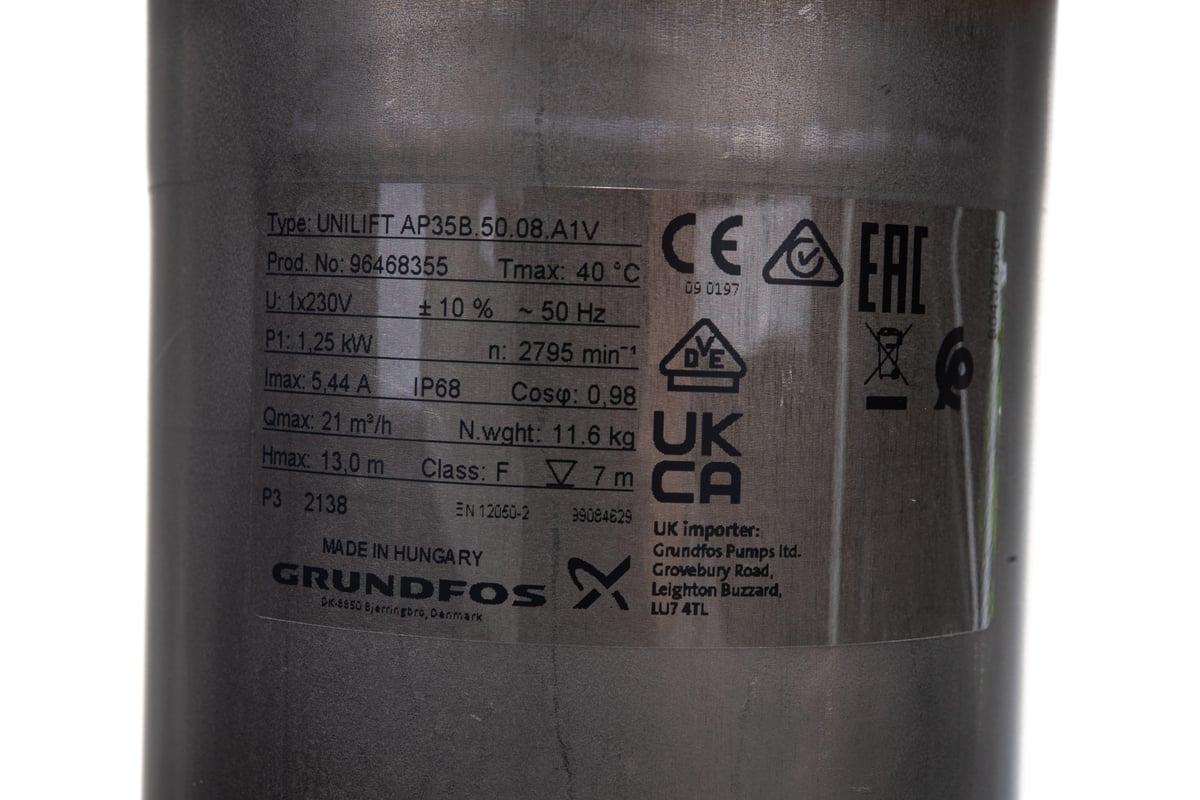 Type: UNILIFT AP35B.50.08.A1V
Prod. No: 96468355 Tmax: 40 °C
U: 1x230V ± 10 % ~ 50 Hz
P1: 1,25 kW n: 2795 min⁻¹
Imax: 5,44 A IP68 Cosφ: 0,98
Qmax: 21 m³/h N.wght: 11.6 kg
Hmax: 13,0 m Class: F 7 m
P3 2138 EN 12050-2 99084629
MADE IN HUNGARY
GRUNDFOS
DK-8850 Bjerringbro, Denmark
CE
09 0197
EAC
DVE
UK
CA
UK importer:
Grundfos Pumps ltd.
Grovebury Road,
Leighton Buzzard,
LU7 4TL